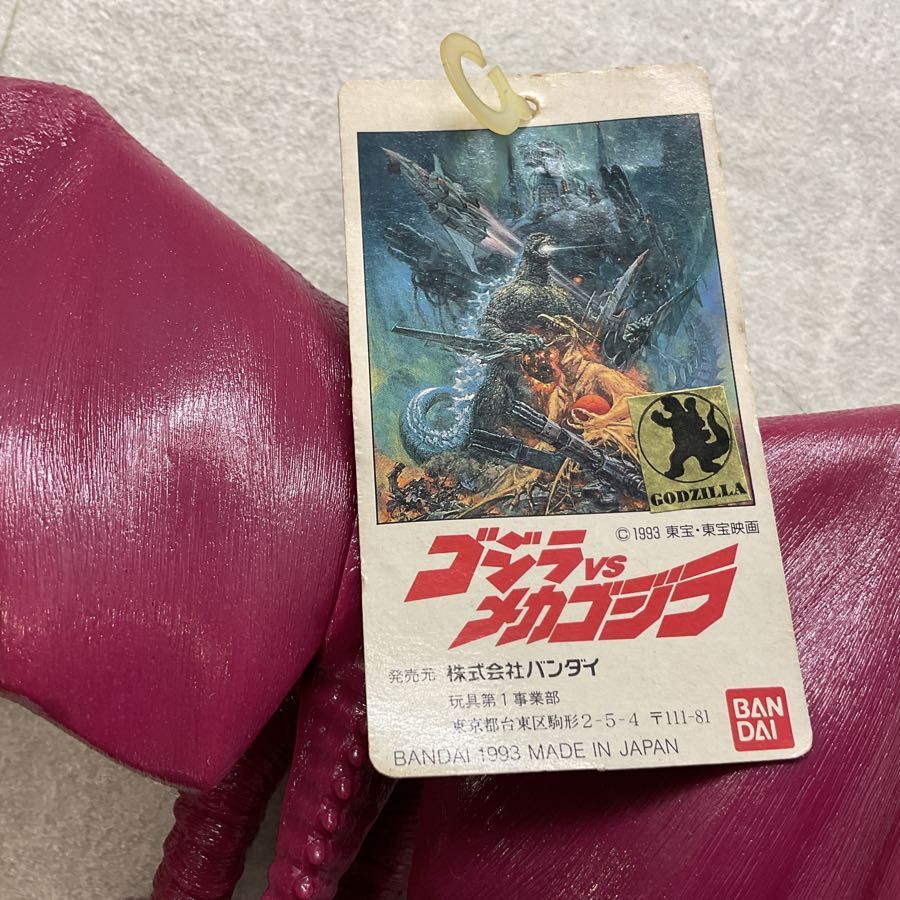 GODZILLA
© 1993 東宝・東宝映画
ゴジラvs
メカゴジラ
発売元 株式会社バンダイ
玩具第1事業部
東京都台東区駒形2-5-4 〒111-81
BAN
DAI
BANDAI 1993 MADE IN JAPAN